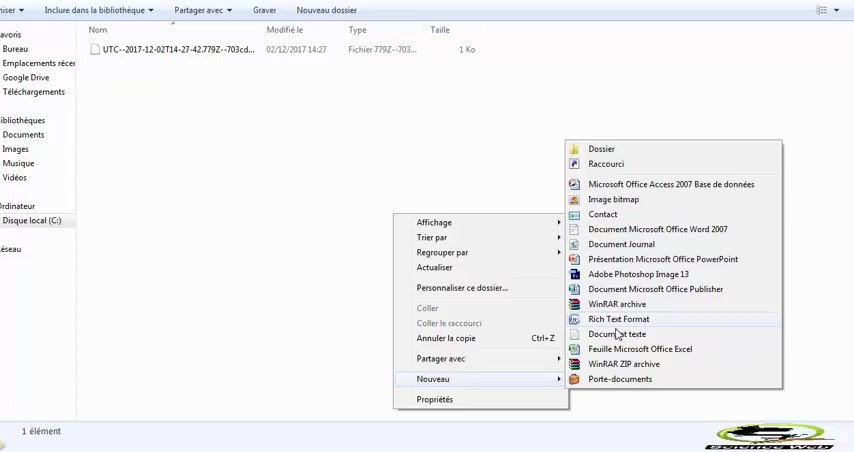 niser Inclure dans la bibliothèque Partager avec Graver Nouveau dossier
avoris
Bureau
Emplacements récen
Google Drive
Téléchargements
ibliothèques
Documents
Images
Musique
Vidéos
Ordinateur
Disque local (C:)
Réseau
Modifié le Type Taille
UTC--2017-12-02T14-27-42.779Z--703cd... 02/12/2017 14:27 Fichier 779Z--703... 1 Ko
Affichage
Trier par
Regrouper par
Actualiser
Personnaliser ce dossier...
Coller
Coller le raccourci
Annuler la copie Ctrl+Z
Partager avec
Nouveau
Propriétés
Dossier
Raccourci
Microsoft Office Access 2007 Base de données
Image bitmap
Contact
Document Microsoft Office Word 2007
Document Journal
Présentation Microsoft Office PowerPoint
Adobe Photoshop Image 13
Document Microsoft Office Publisher
WinRAR archive
Rich Text Format
Document texte
Feuille Microsoft Office Excel
WinRAR ZIP archive
Porte-documents
1 élément
Science Web